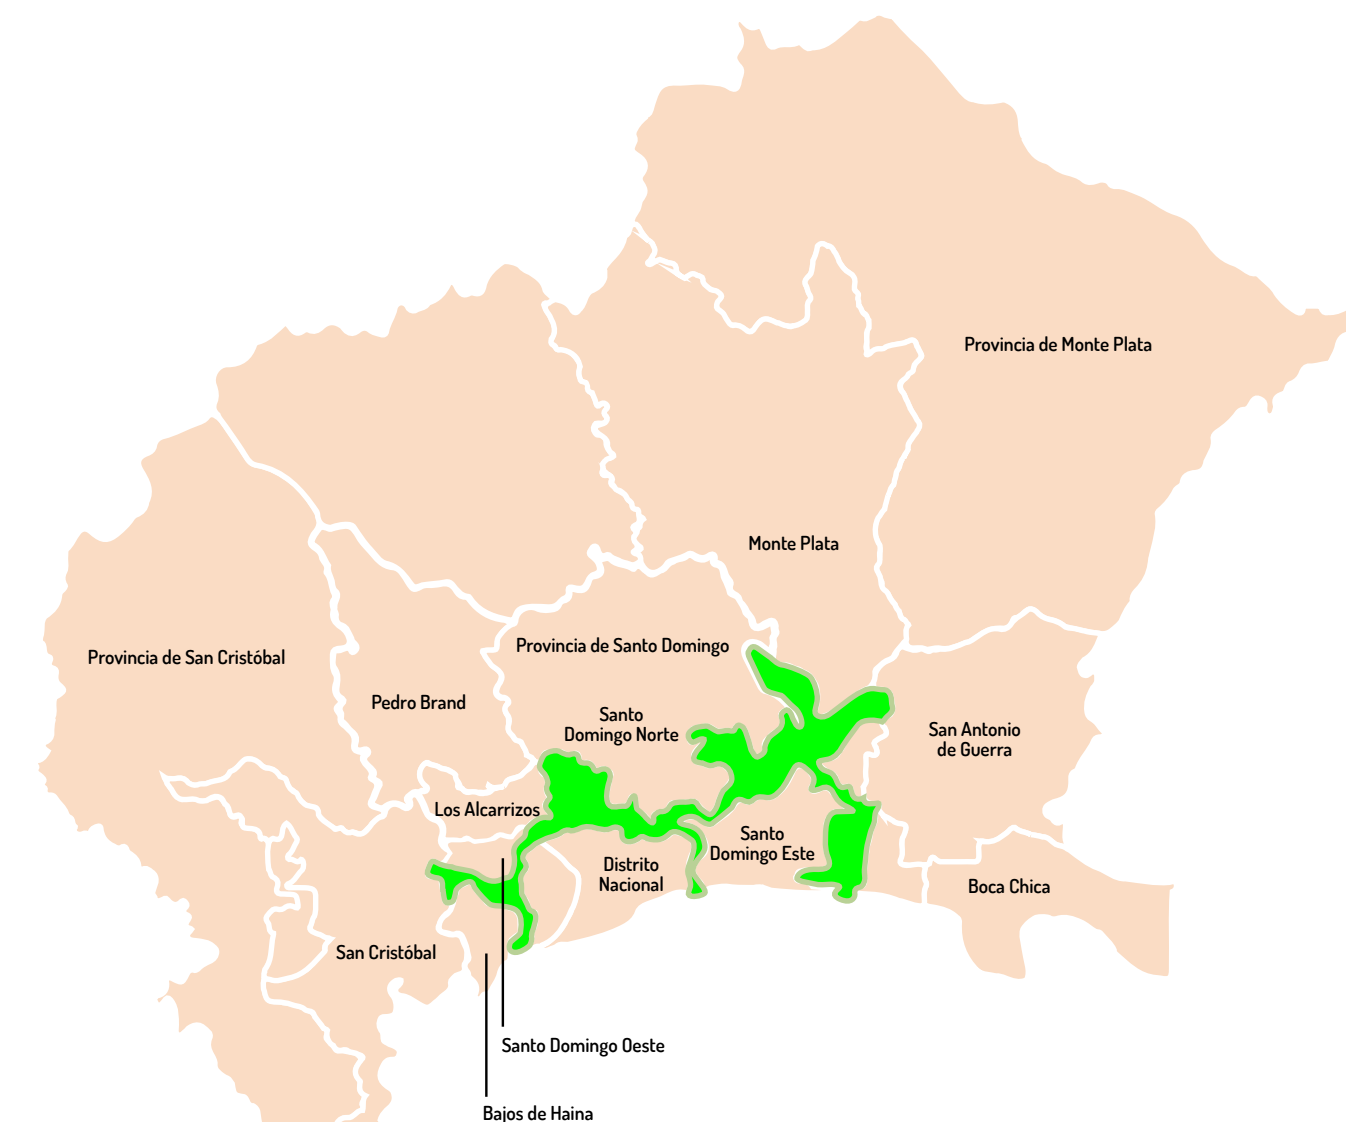 Provincia de Monte Plata
Monte Plata
Provincia de Santo Domingo
Provincia de San Cristóbal
Pedro Brand
Santo
Domingo Norte
San Antonio
de Guerra
Los Alcarrizos
Santo
Domingo Este
Distrito
Nacional
Boca Chica
San Cristóbal
Santo Domingo Oeste
Bajos de Haina